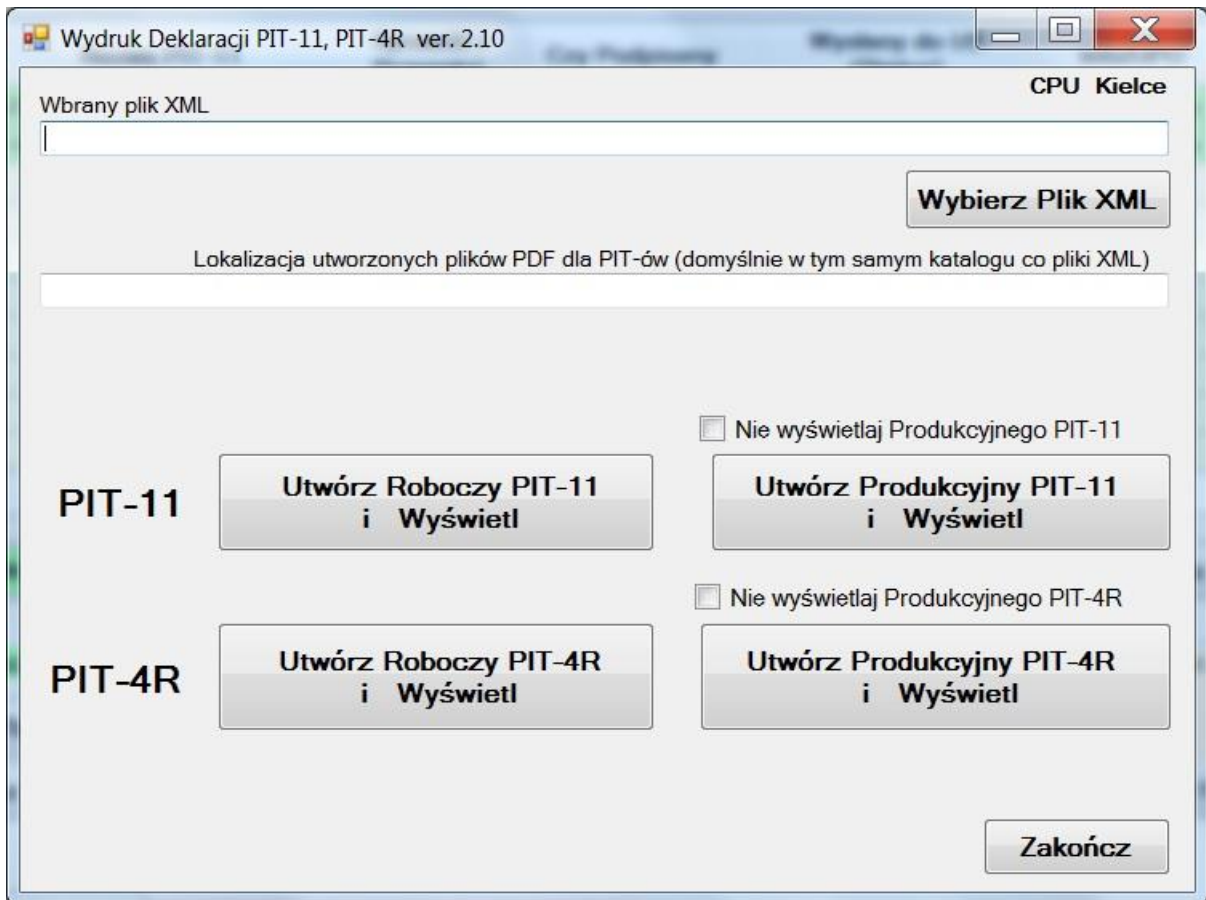 Wydruk Deklaracji PIT-11, PIT-4R ver. 2.10
CPU Kielce
Wbrany plik XML
Wybierz Plik XML
Lokalizacja utworzonych plików PDF dla PIT-ów (domyślnie w tym samym katalogu co pliki XML)
Nie wyświetlaj Produkcyjnego PIT-11
PIT-11
Utwórz Roboczy PIT-11
i Wyświetl
Utwórz Produkcyjny PIT-11
i Wyświetl
Nie wyświetlaj Produkcyjnego PIT-4R
PIT-4R
Utwórz Roboczy PIT-4R
i Wyświetl
Utwórz Produkcyjny PIT-4R
i Wyświetl
Zakończ